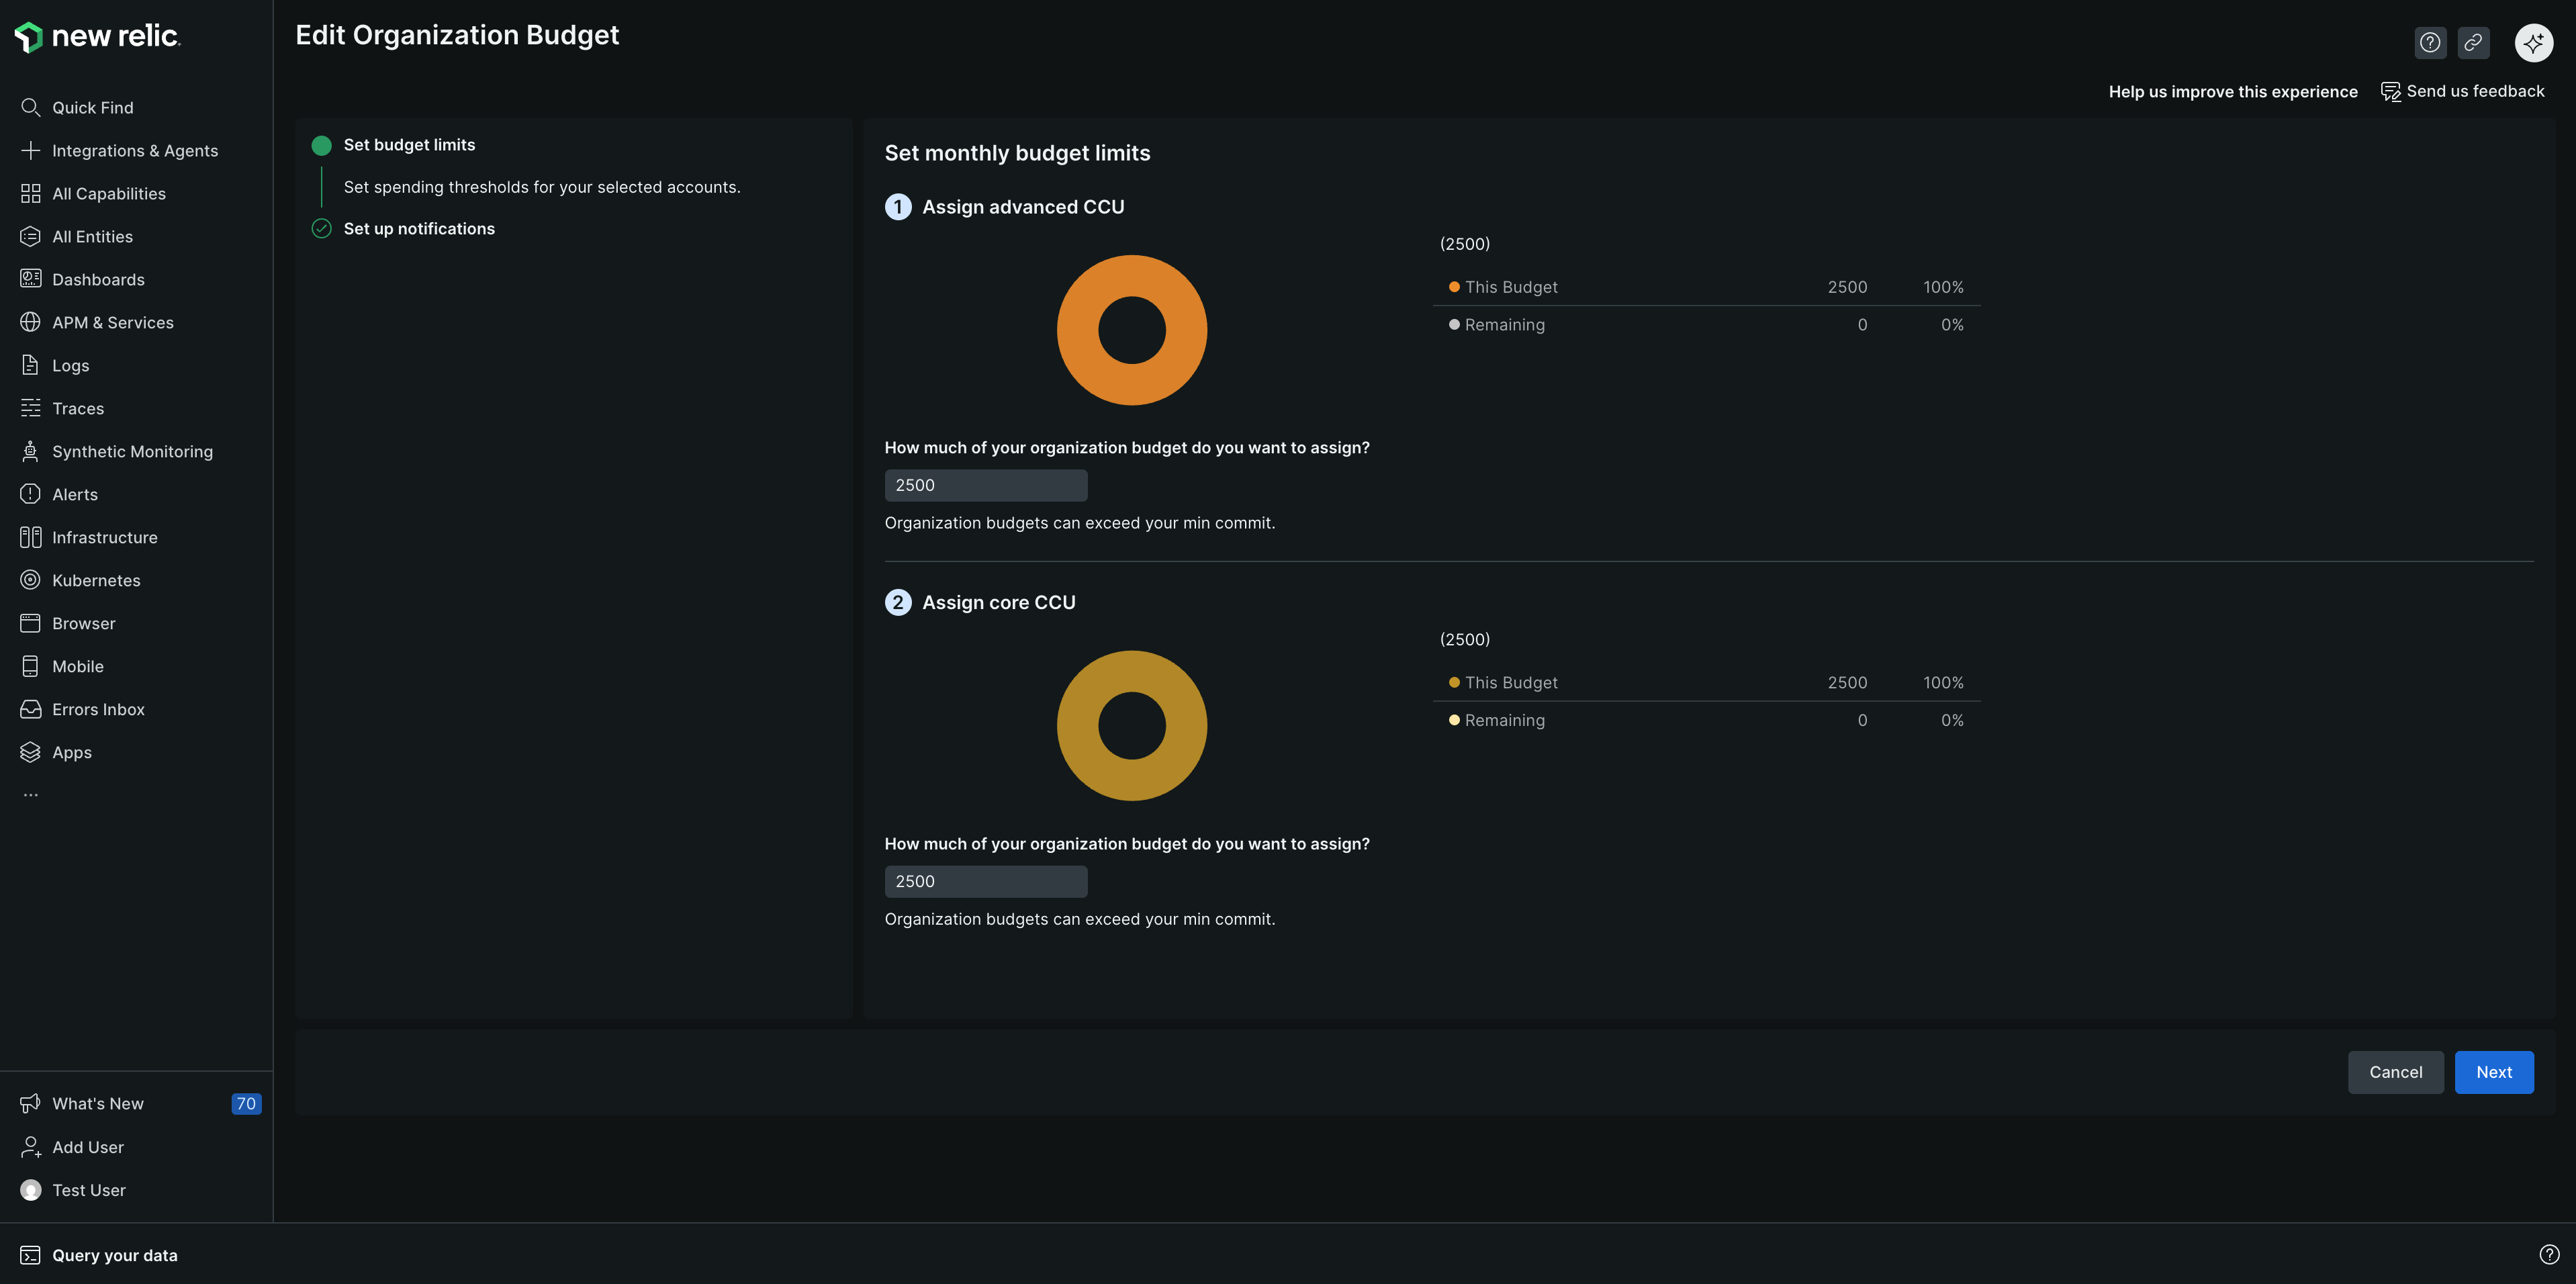 new relic.
Edit Organization Budget
Help us improve this experience
Send us feedback
Quick Find
Integrations & Agents
All Capabilities
All Entities
Dashboards
APM & Services
Logs
Traces
Synthetic Monitoring
Alerts
Infrastructure
Kubernetes
Browser
Mobile
Errors Inbox
Apps
...
What's New 70
Add User
Test User
Set budget limits
Set spending thresholds for your selected accounts.
Set up notifications
Set monthly budget limits
1 Assign advanced CCU
(2500)
This Budget 2500 100%
Remaining 0 0%
How much of your organization budget do you want to assign?
2500
Organization budgets can exceed your min commit.
2 Assign core CCU
(2500)
This Budget 2500 100%
Remaining 0 0%
How much of your organization budget do you want to assign?
2500
Organization budgets can exceed your min commit.
Cancel
Next
Query your data